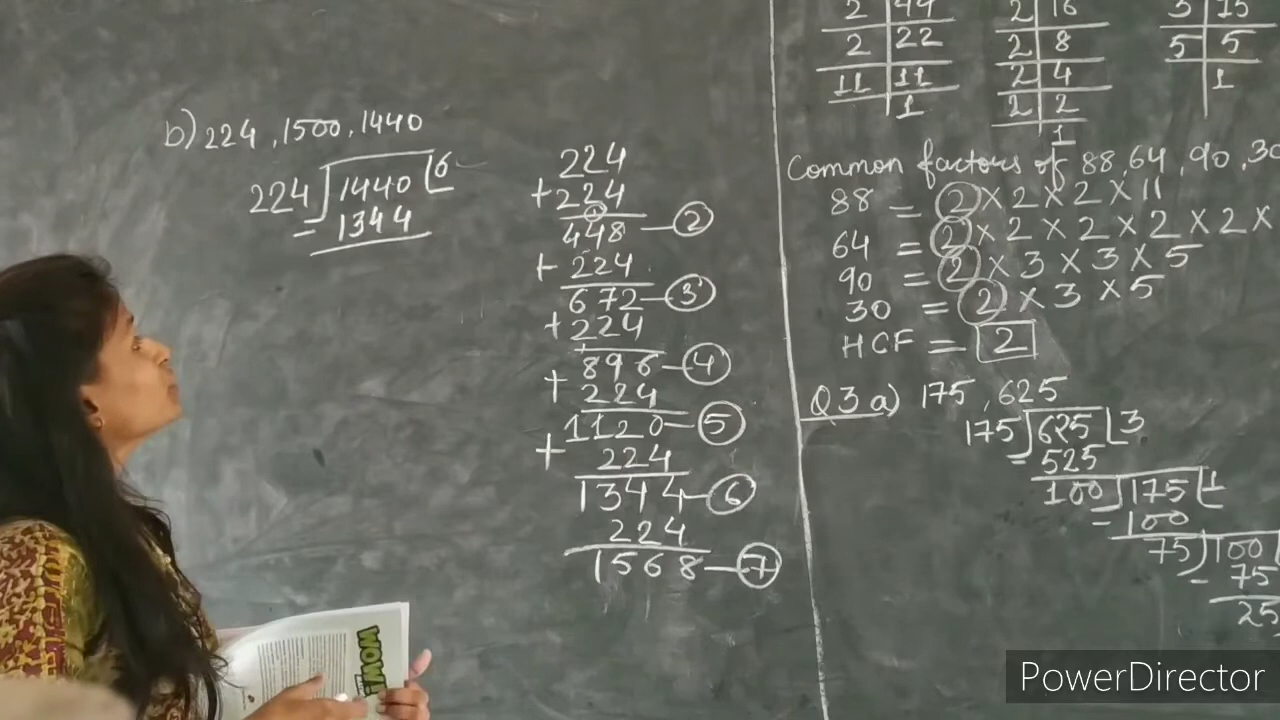 b) 224, 1500, 1440
224 1440 6
- 1344
224
+ 224
1
448 — 2
+ 224
672 — 3
+ 224
896 — 4
+ 224
1120 — 5
+ 224
1344 — 6
224
1568 — 7
2 44
2 22
11 11
1
2 16
2 8
2 4
2 2
1
3 15
5 5
1
Common factors of 88, 64, 90, 30
88 = 2 × 2 × 2 × 11
64 = 2 × 2 × 2 × 2 × 2 ×
90 = 2 × 3 × 3 × 5
30 = 2 × 3 × 5
HCF = 2
Q3 a) 175, 625
175 625 3
- 525
100 175 1
- 100
75 100
- 75
25
WOW!
PowerDirector